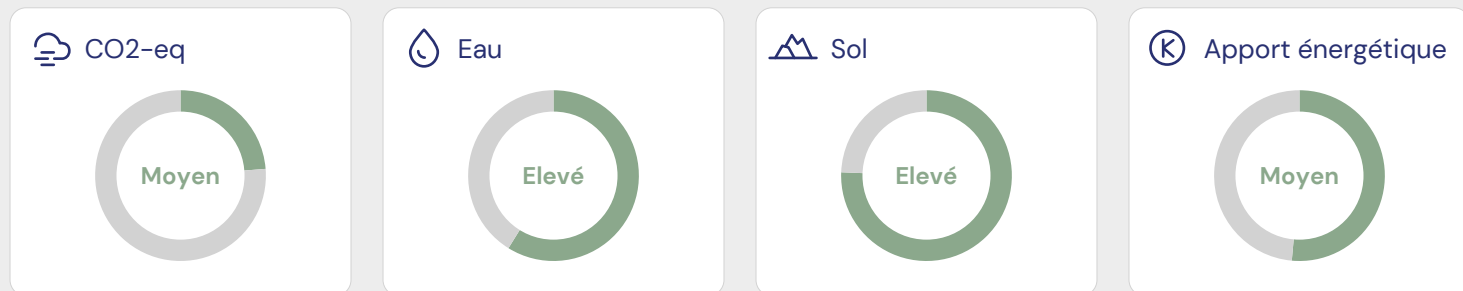 CO2-eq
Moyen
Eau
Elevé
Sol
Elevé
Apport énergétique
Moyen